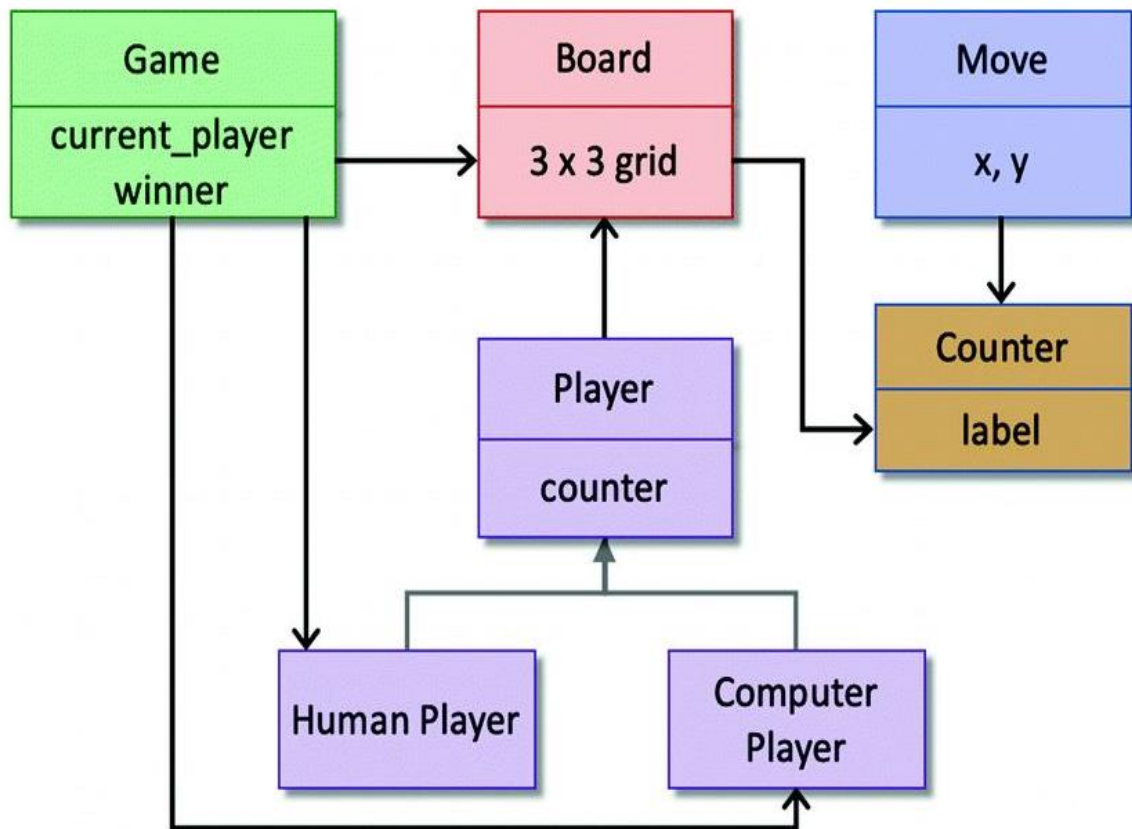 Game
current_player
winner
Board
3 x 3 grid
Move
x, y
Counter
label
Player
counter
Human Player
Computer
Player